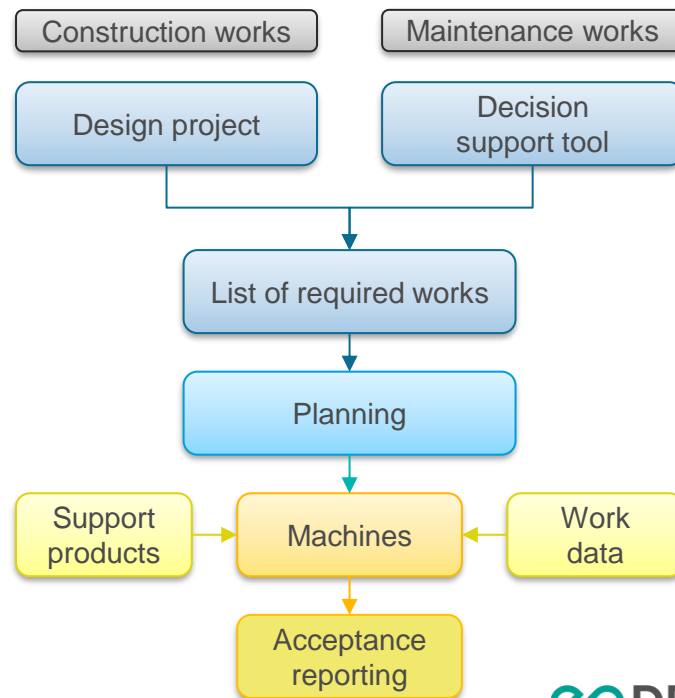 Construction works
Maintenance works
Design project
Decision
support tool
List of required works
Planning
Support
products
Machines
Work
data
Acceptance
reporting